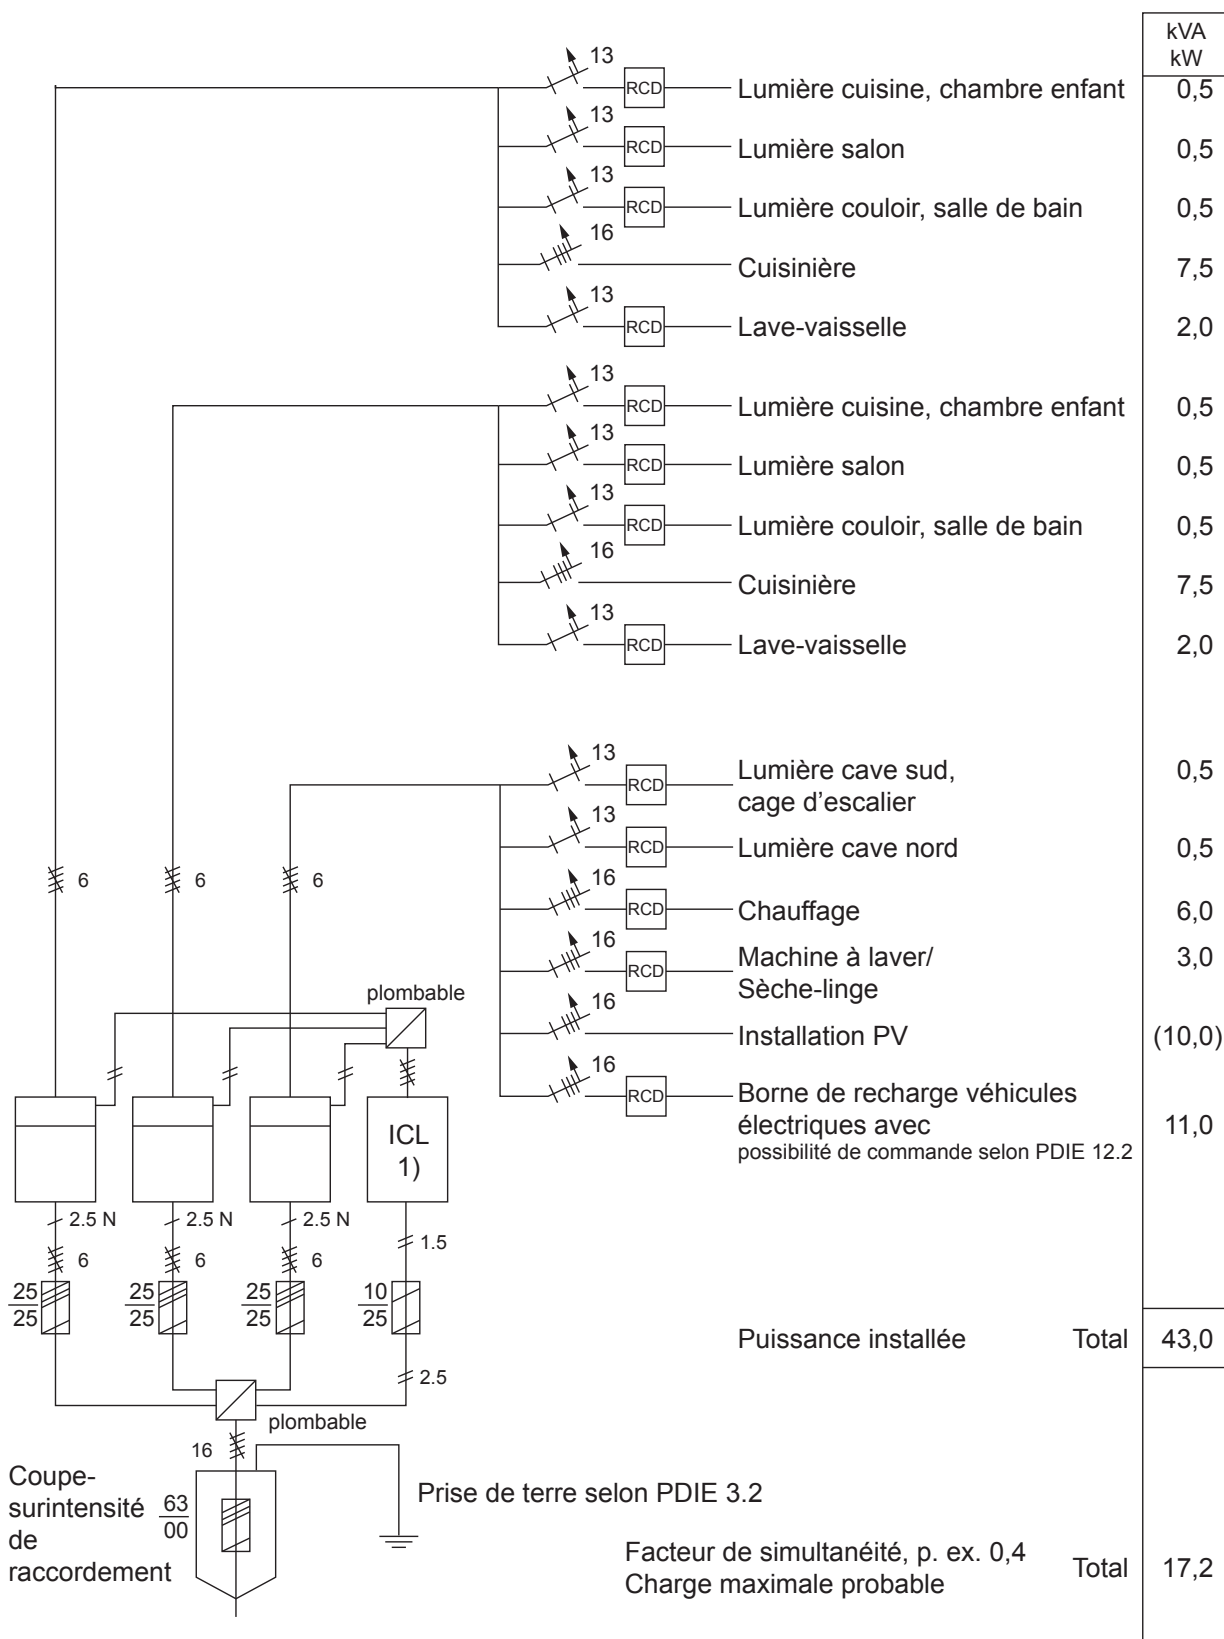 kVA
kW
13
RCD Lumière cuisine, chambre enfant 0,5
13
RCD Lumière salon 0,5
13
RCD Lumière couloir, salle de bain 0,5
16
Cuisinière 7,5
13
RCD Lave-vaisselle 2,0
13
RCD Lumière cuisine, chambre enfant 0,5
13
RCD Lumière salon 0,5
13
RCD Lumière couloir, salle de bain 0,5
16
Cuisinière 7,5
13
RCD Lave-vaisselle 2,0
13
RCD Lumière cave sud, 0,5
cage d’escalier
13
RCD Lumière cave nord 0,5
6 6 6
16
RCD Chauffage 6,0
16
RCD Machine à laver/ 3,0
Sèche-linge
plombable
16
Installation PV (10,0)
16
RCD Borne de recharge véhicules
électriques avec 11,0
possibilité de commande selon PDIE 12.2
ICL
1)
2.5 N 2.5 N 2.5 N
1.5
6 6 6
25 25 25 10
25 25 25 25
Puissance installée Total 43,0
2.5
plombable
16
Coupe-
surintensité
de
raccordement
63
00
Prise de terre selon PDIE 3.2
Facteur de simultanéité, p. ex. 0,4
Charge maximale probable Total 17,2